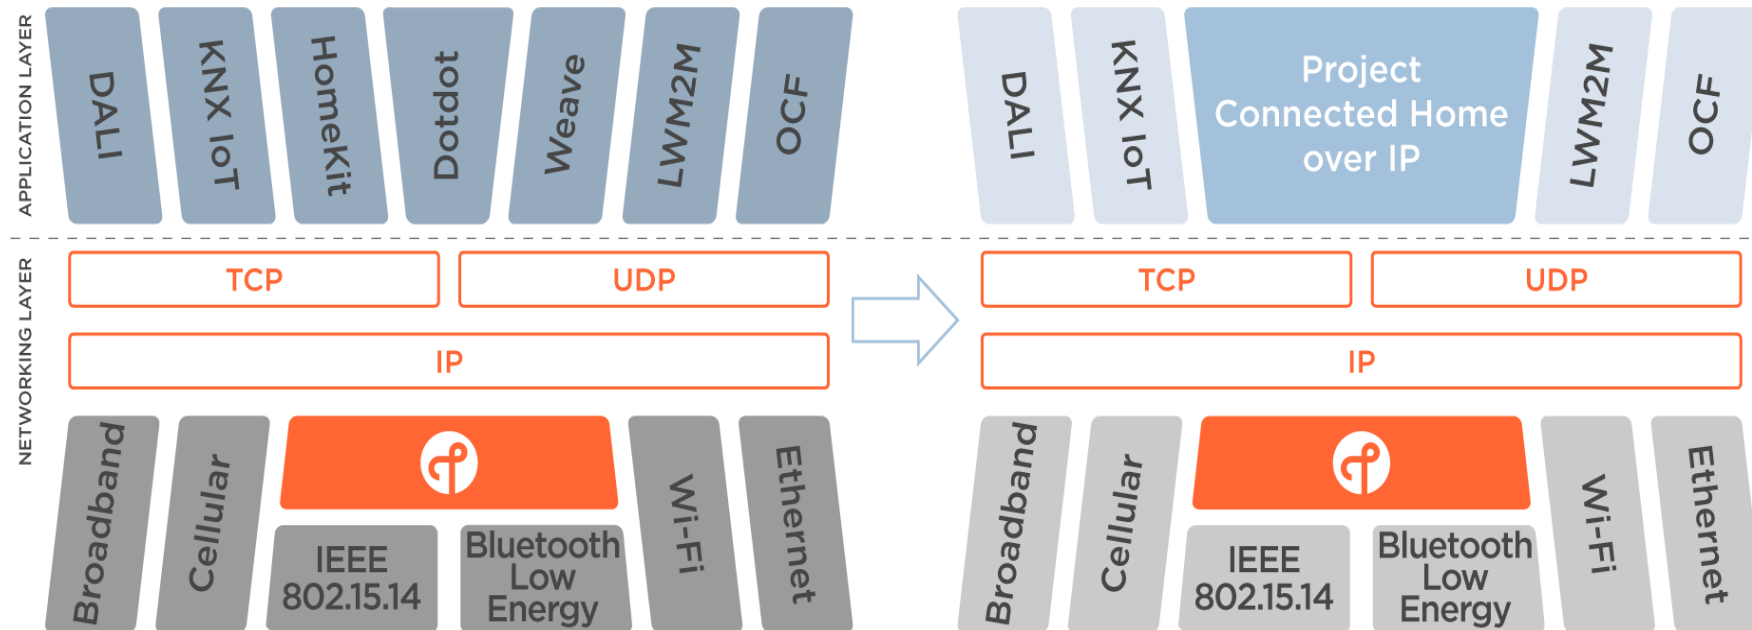 APPLICATION LAYER
DALI
KNX IoT
HomeKit
Dotdot
Weave
LWM2M
OCF
DALI
KNX IoT
Project
Connected Home
over IP
LWM2M
OCF
NETWORKING LAYER
TCP
UDP
TCP
UDP
IP
IP
Broadband
Cellular
IEEE
802.15.14
Bluetooth
Low
Energy
Wi-Fi
Ethernet
Broadband
Cellular
IEEE
802.15.14
Bluetooth
Low
Energy
Wi-Fi
Ethernet